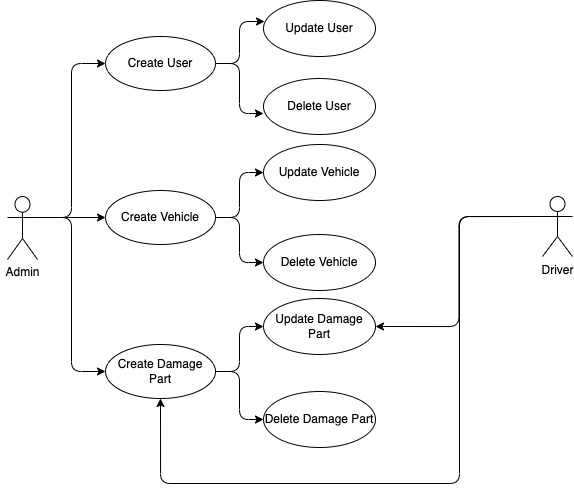 Update User
Create User
Delete User
Update Vehicle
Create Vehicle
Delete Vehicle
Admin
Driver
Update Damage
Part
Create Damage
Part
Delete Damage Part